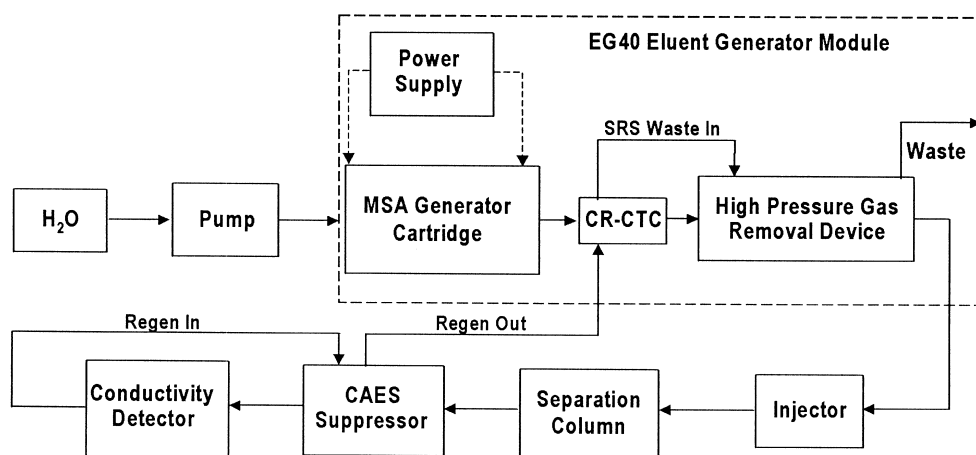 EG40 Eluent Generator Module
Power
Supply
SRS Waste In
Waste
H₂O
Pump
MSA Generator
Cartridge
CR-CTC
High Pressure Gas
Removal Device
Regen In
Regen Out
Conductivity
Detector
CAES
Suppressor
Separation
Column
Injector